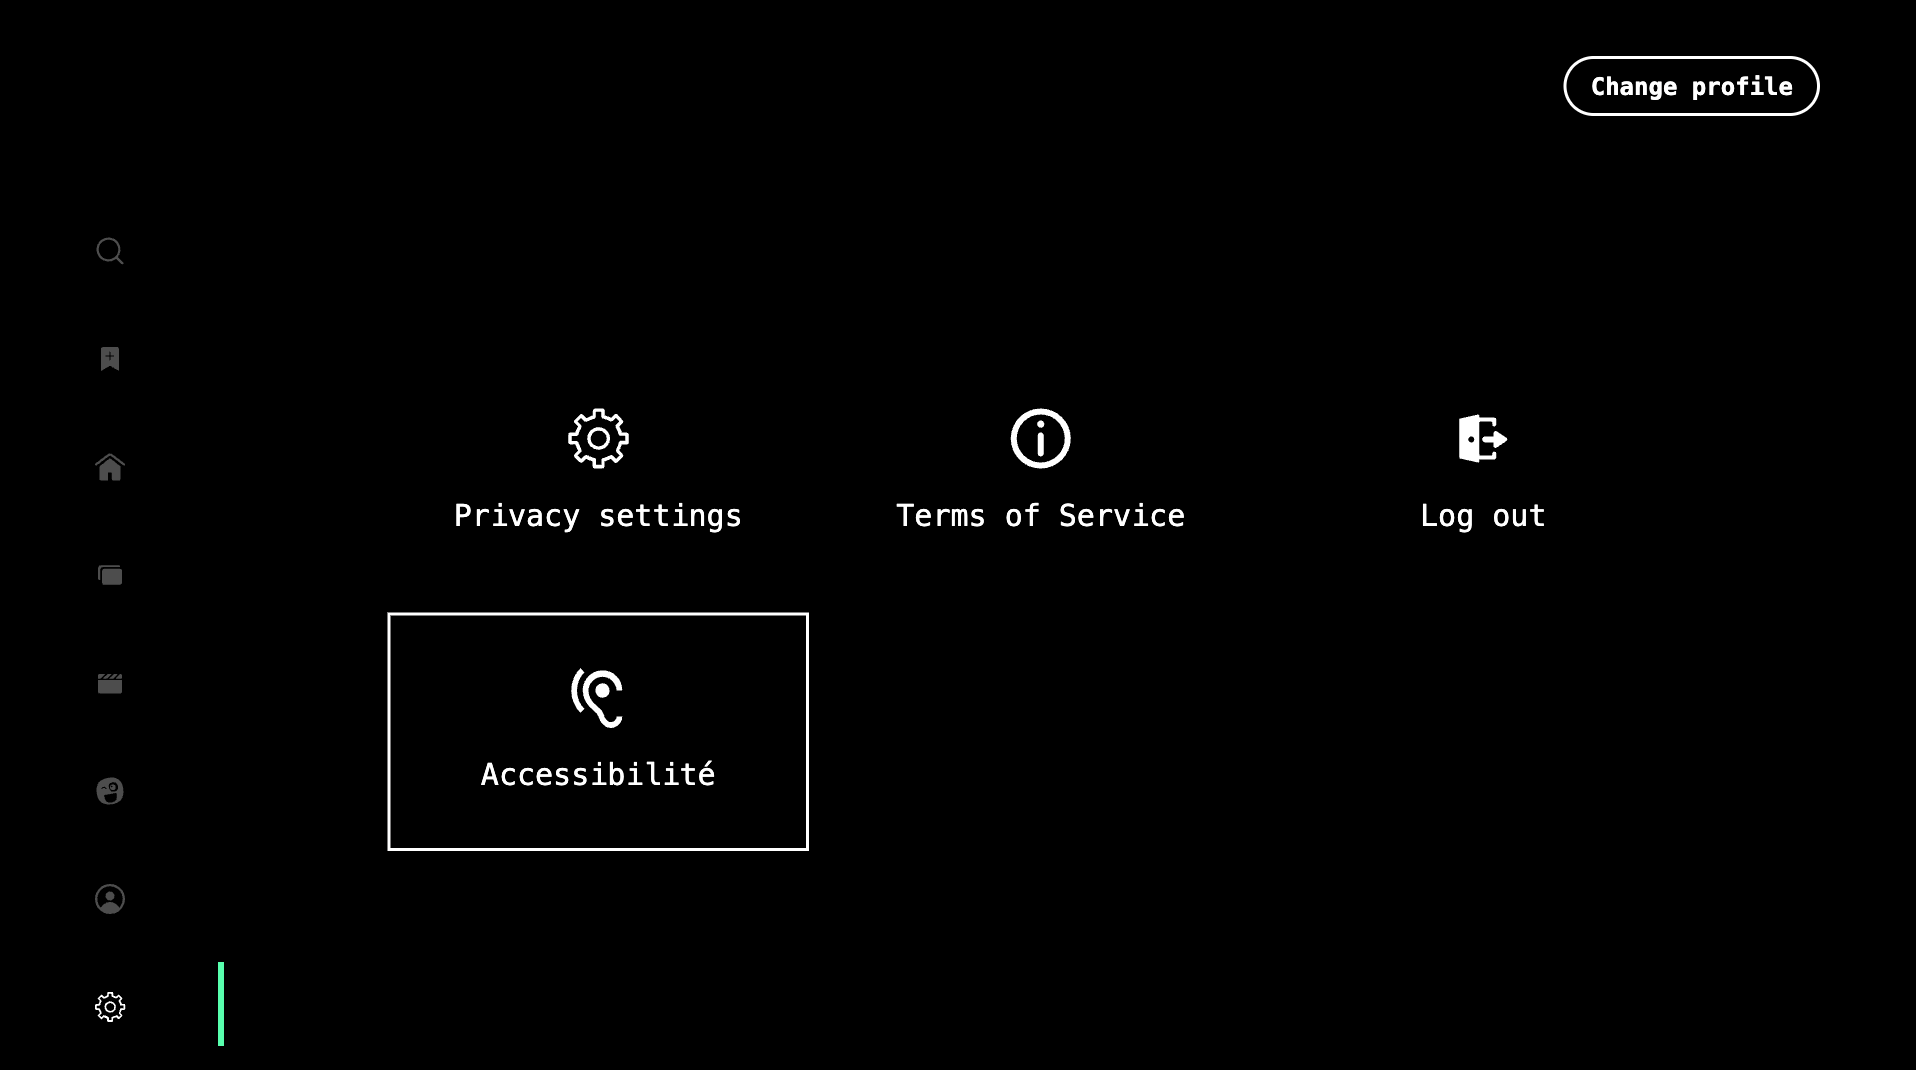 Change profile
Privacy settings
Terms of Service
Log out
Accessibilité